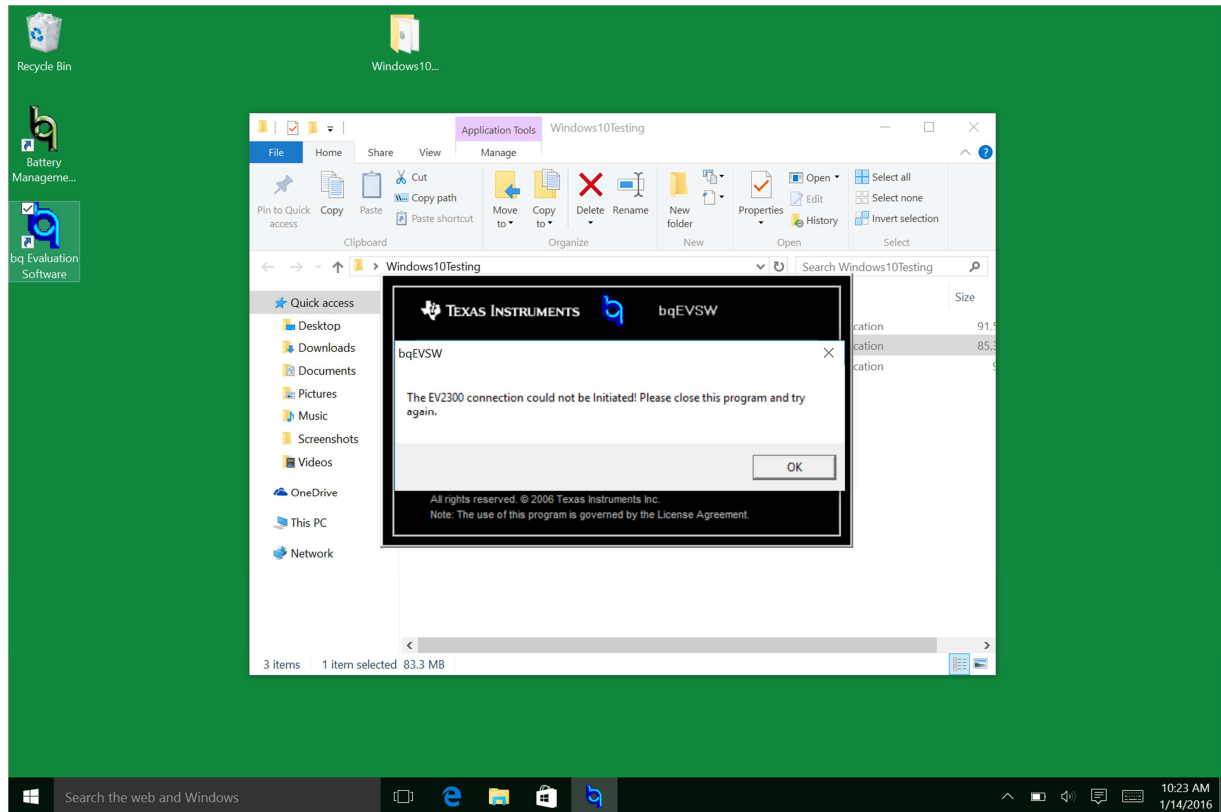 Recycle Bin
Windows10...
Battery
Manageme...
bq Evaluation
Software
Application Tools
Windows10Testing
File
Home
Share
View
Manage
Pin to Quick
access
Copy
Paste
Cut
Copy path
Paste shortcut
Clipboard
Move
to
Copy
to
Delete
Rename
Organize
New
folder
New
Properties
Open
Edit
History
Open
Select all
Select none
Invert selection
Select
Windows10Testing
Search Windows10Testing
Size
Quick access
Desktop
Downloads
Documents
Pictures
Music
Screenshots
Videos
OneDrive
This PC
Network
cation 91,5
cation 85,3
cation
TEXAS INSTRUMENTS
bqEVSW
bqEVSW
The EV2300 connection could not be Initiated! Please close this program and try
again.
OK
All rights reserved. © 2006 Texas Instruments Inc.
Note: The use of this program is governed by the License Agreement.
3 items
1 item selected 83.3 MB
Search the web and Windows
10:23 AM
1/14/2016